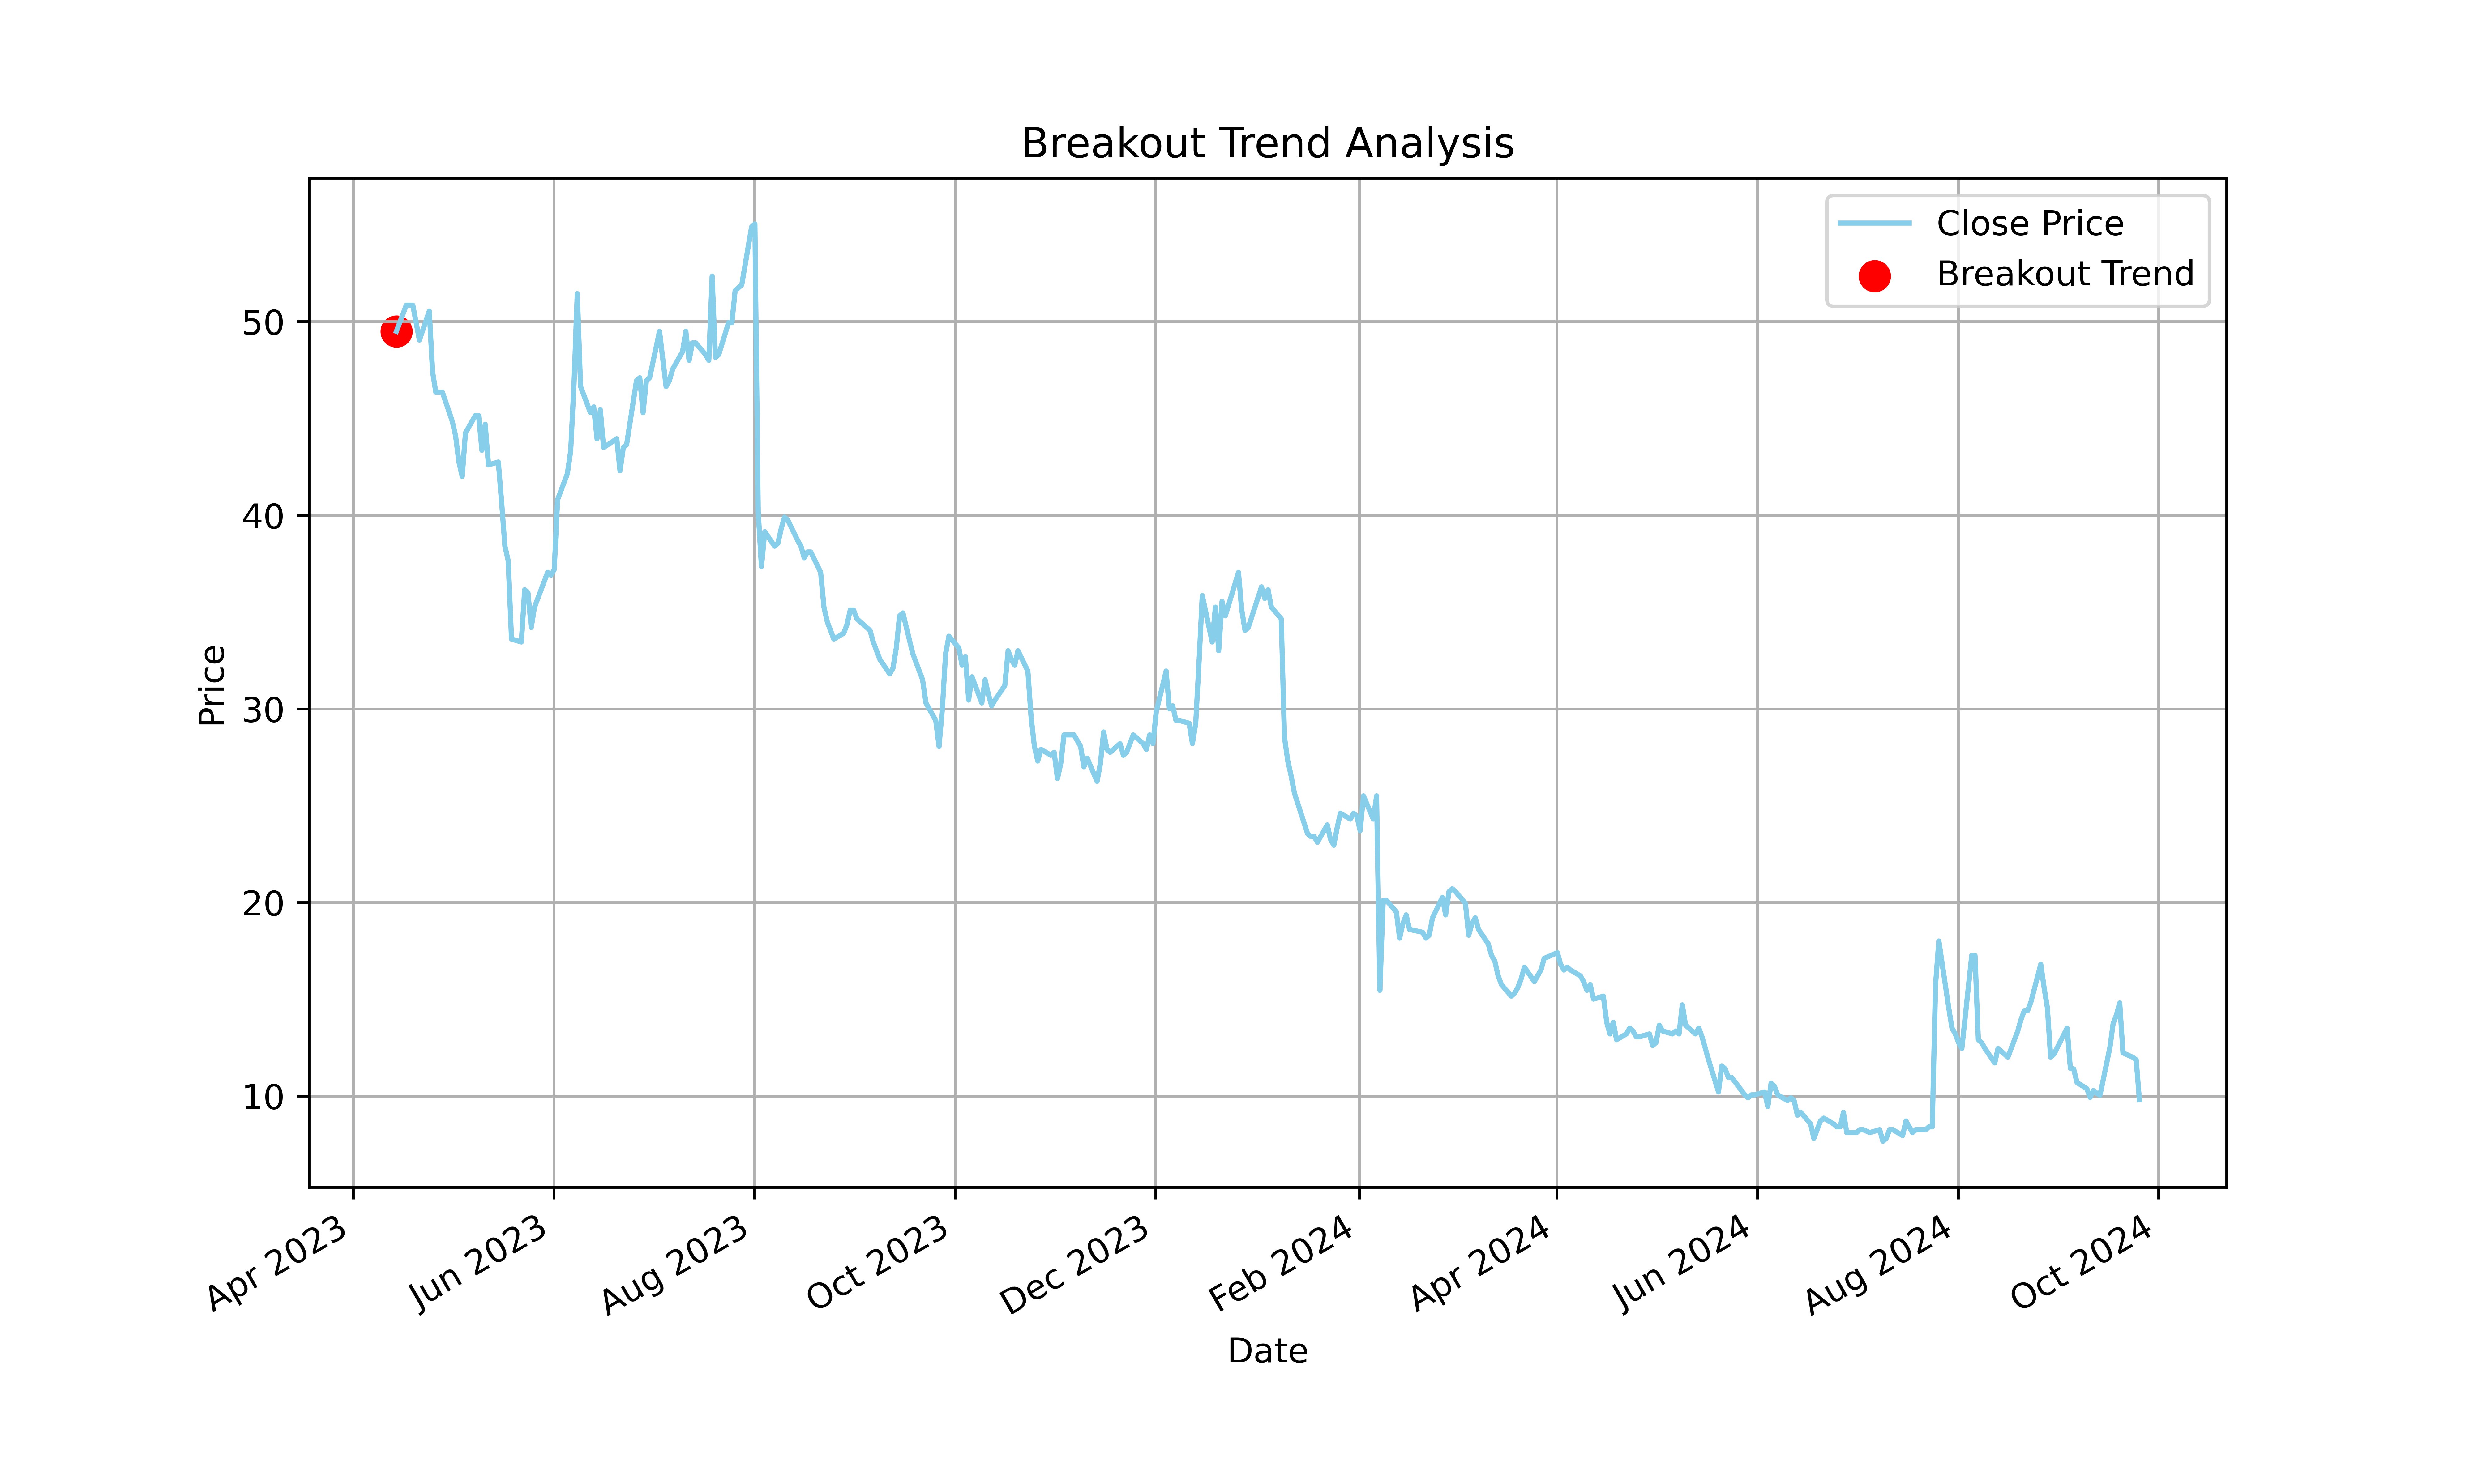 Breakout Trend Analysis
Close Price
Breakout Trend
Price
50
40
30
20
10
Apr 2023
Jun 2023
Aug 2023
Oct 2023
Dec 2023
Feb 2024
Apr 2024
Jun 2024
Aug 2024
Oct 2024
Date